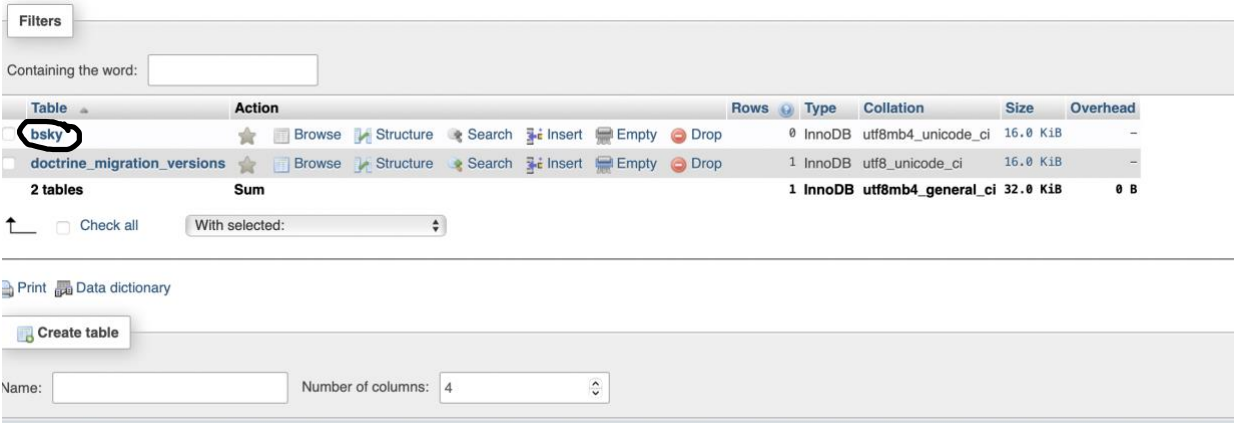 Filters
Containing the word:
Table Action Rows Type Collation Size Overhead
bsky Browse Structure Search Insert Empty Drop 0 InnoDB utf8mb4_unicode_ci 16.0 KiB -
doctrine_migration_versions Browse Structure Search Insert Empty Drop 1 InnoDB utf8_unicode_ci 16.0 KiB -
2 tables Sum 1 InnoDB utf8mb4_general_ci 32.0 KiB 0 B
Check all With selected:
Print Data dictionary
Create table
Name: Number of columns: 4